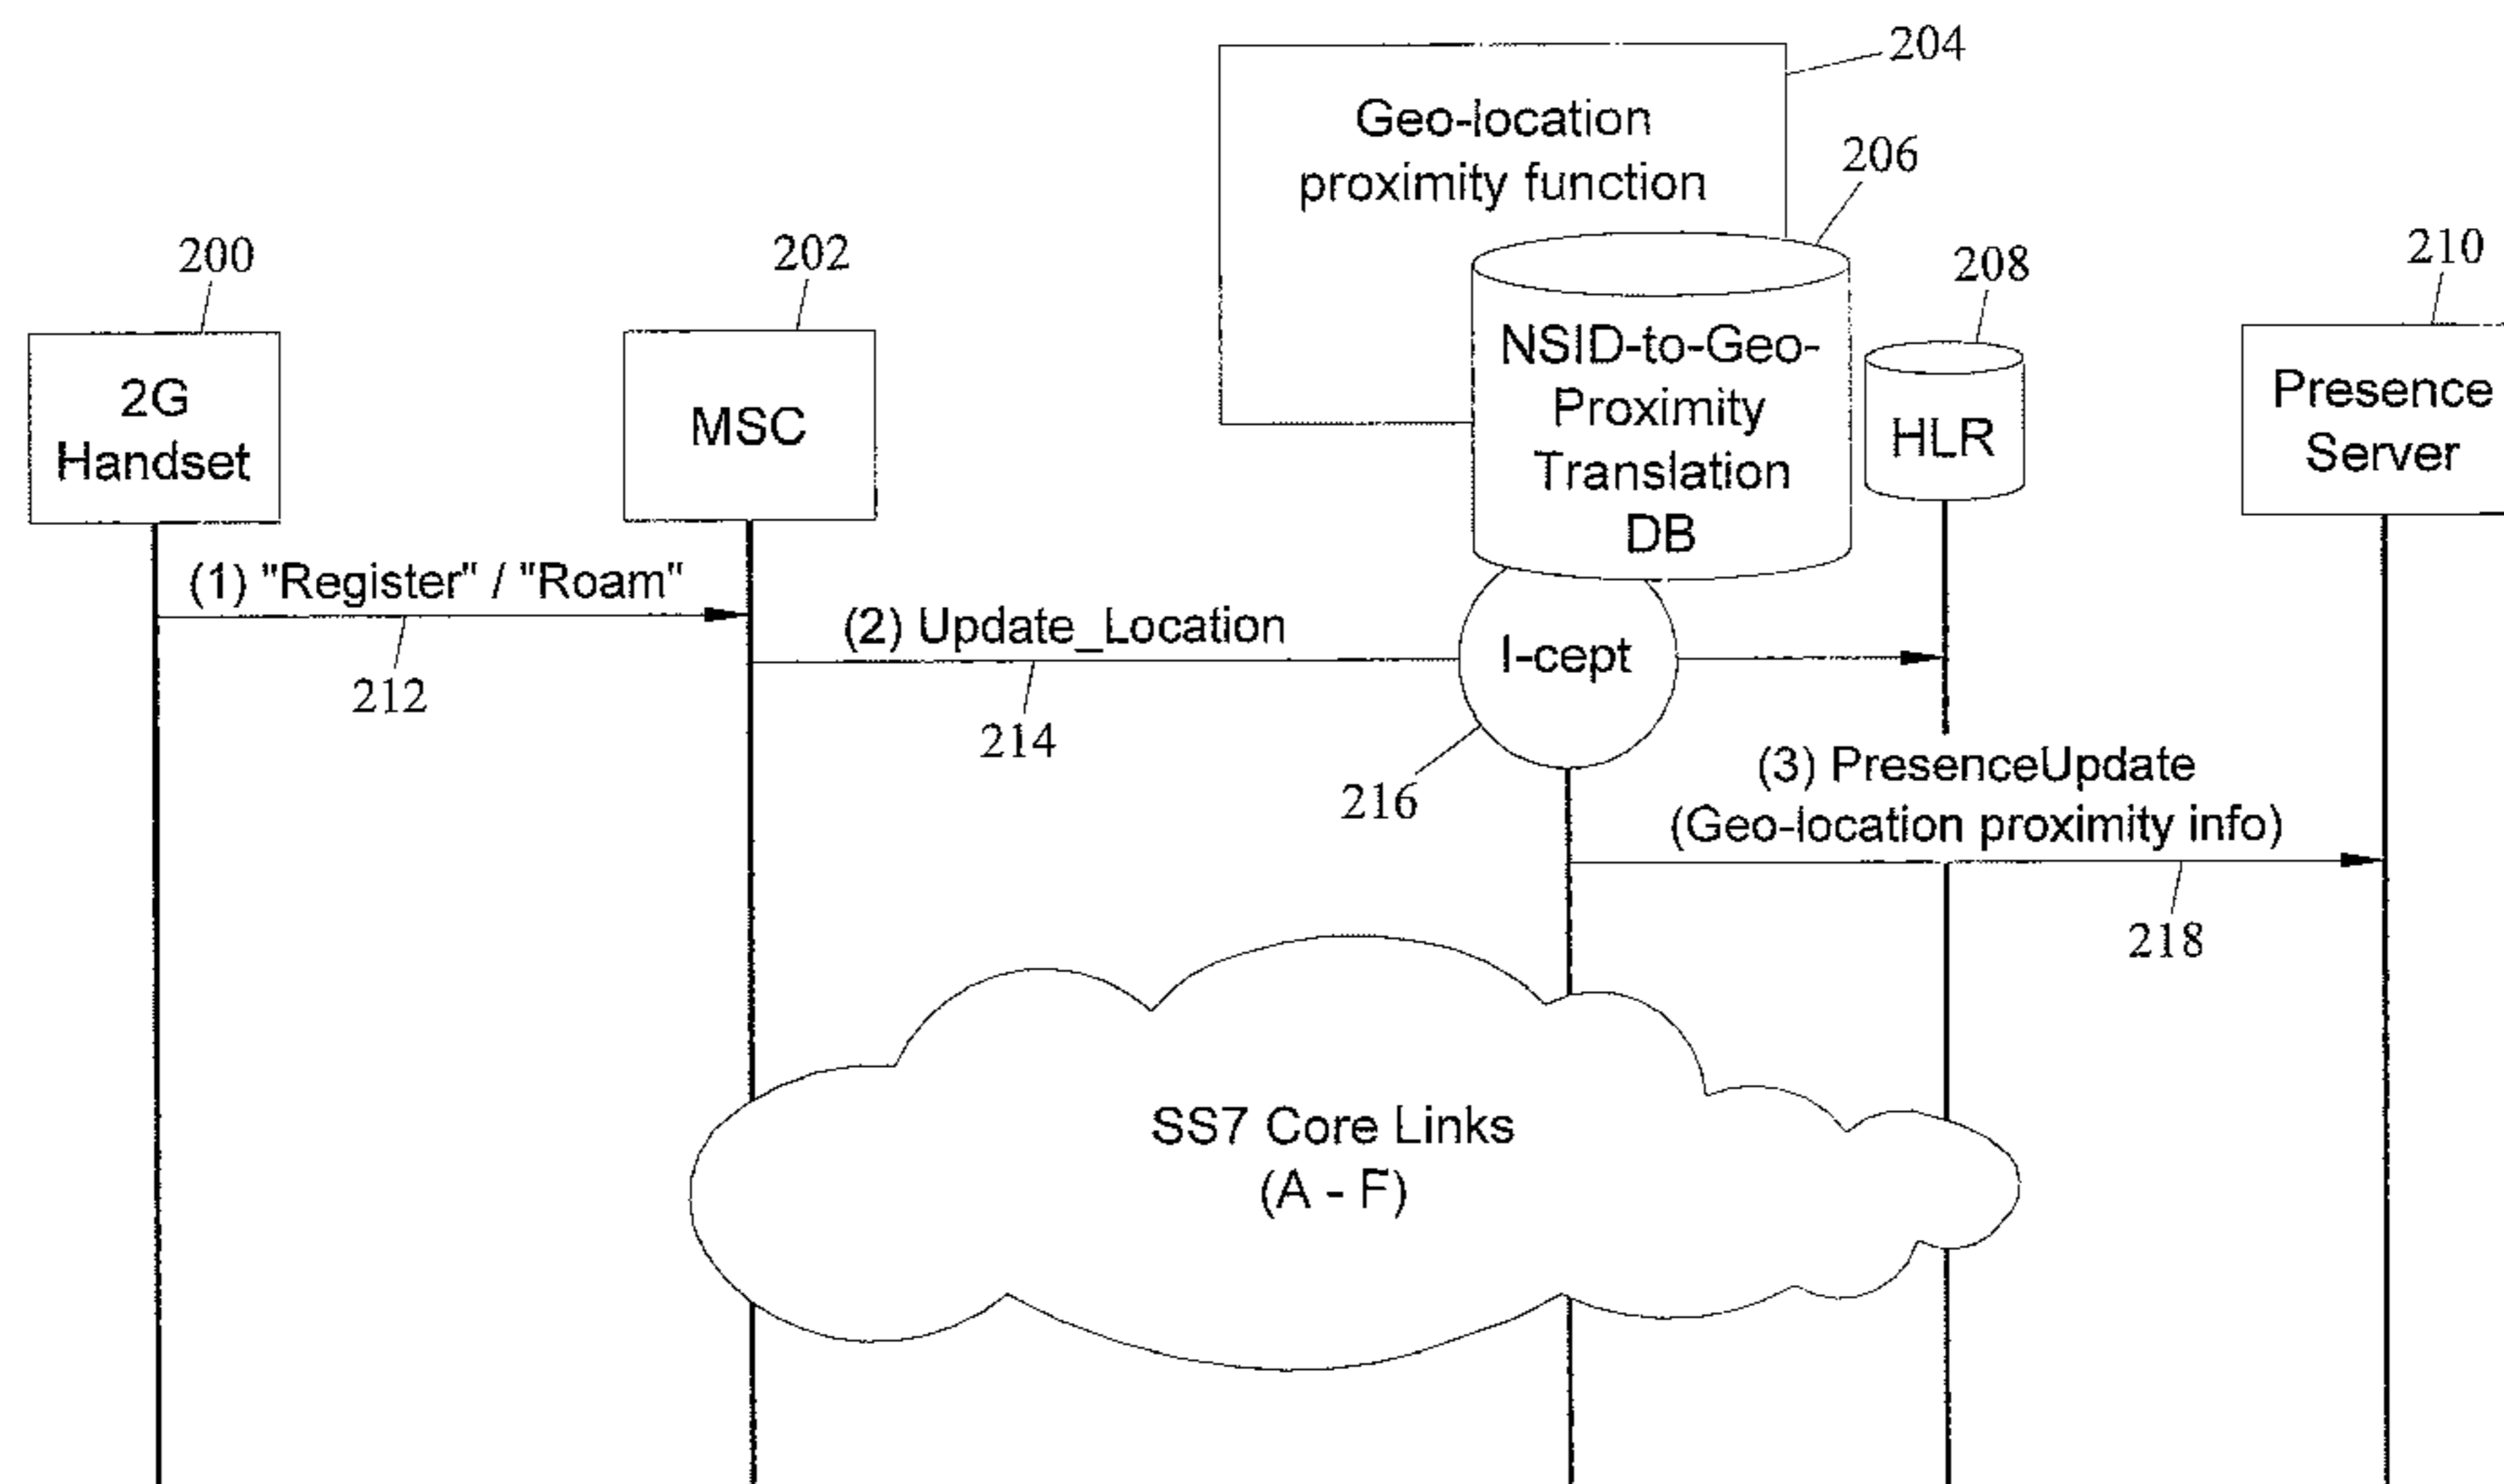 204
Geo-location
proximity function
206
200
202
208
210
2G
Handset
MSC
NSID-to-Geo-
Proximity
Translation
DB
HLR
Presence
Server
(1) "Register" / "Roam"
(2) Update_Location
I-cept
212
214
216
(3) PresenceUpdate
(Geo-location proximity info)
218
SS7 Core Links
(A - F)